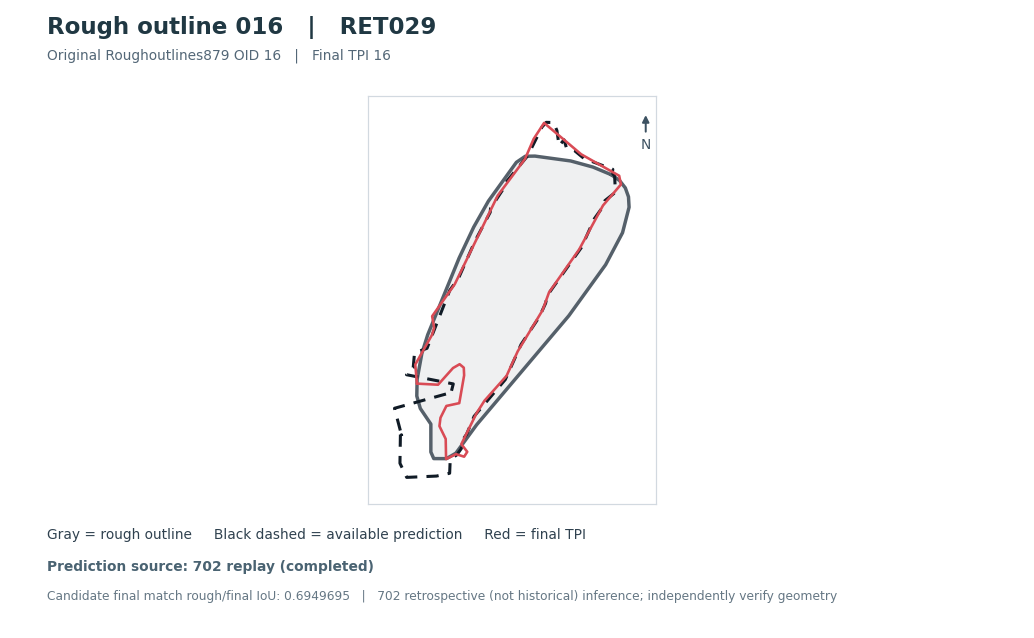 Rough outline 016   |   RET029
Original Roughoutlines879 OID 16   |   Final TPI 16
N
Gray = rough outline     Black dashed = available prediction     Red = final TPI
Prediction source: 702 replay (completed)
Candidate final match rough/final IoU: 0.6949695   |   702 retrospective (not historical) inference; independently verify geometry